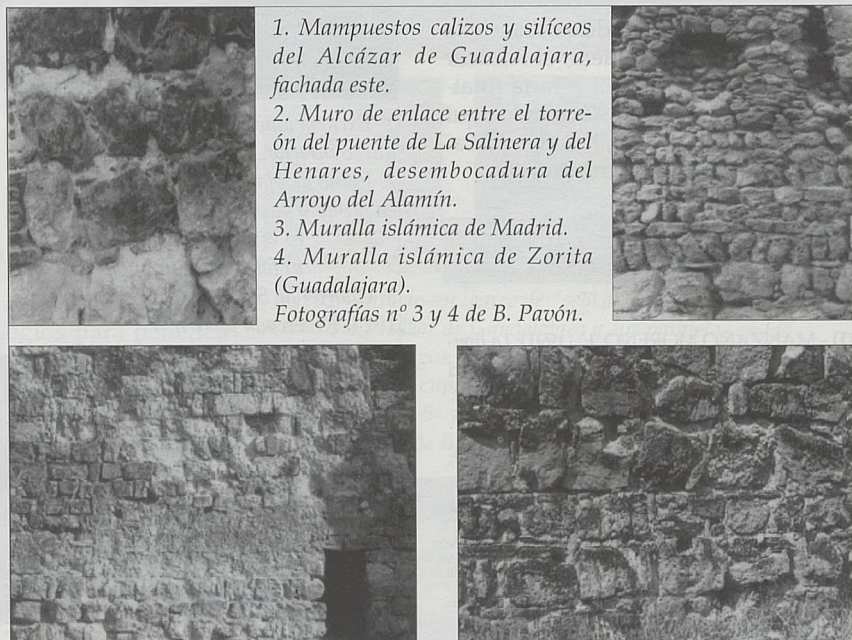 1. Mampuestos calizos y silíceos
del Alcázar de Guadalajara,
fachada este.
2. Muro de enlace entre el torre-
ón del puente de La Salinera y del
Henares, desembocadura del
Arroyo del Alamín.
3. Muralla islámica de Madrid.
4. Muralla islámica de Zorita
(Guadalajara).
Fotografías nº 3 y 4 de B. Pavón.